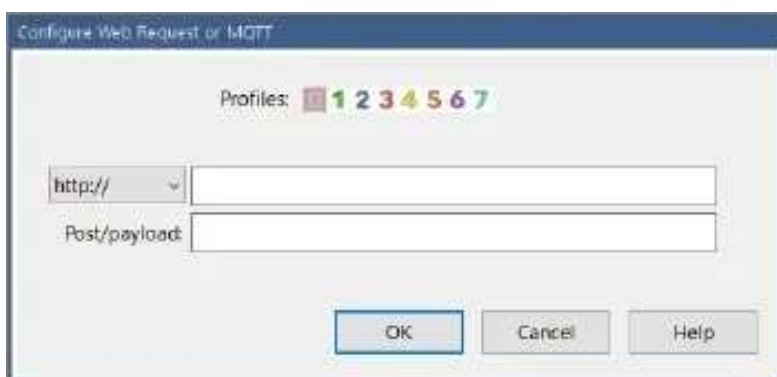 Configure Web Request or MQTT
Profiles: 1 2 3 4 5 6 7
http://
Post/payload:
OK Cancel Help